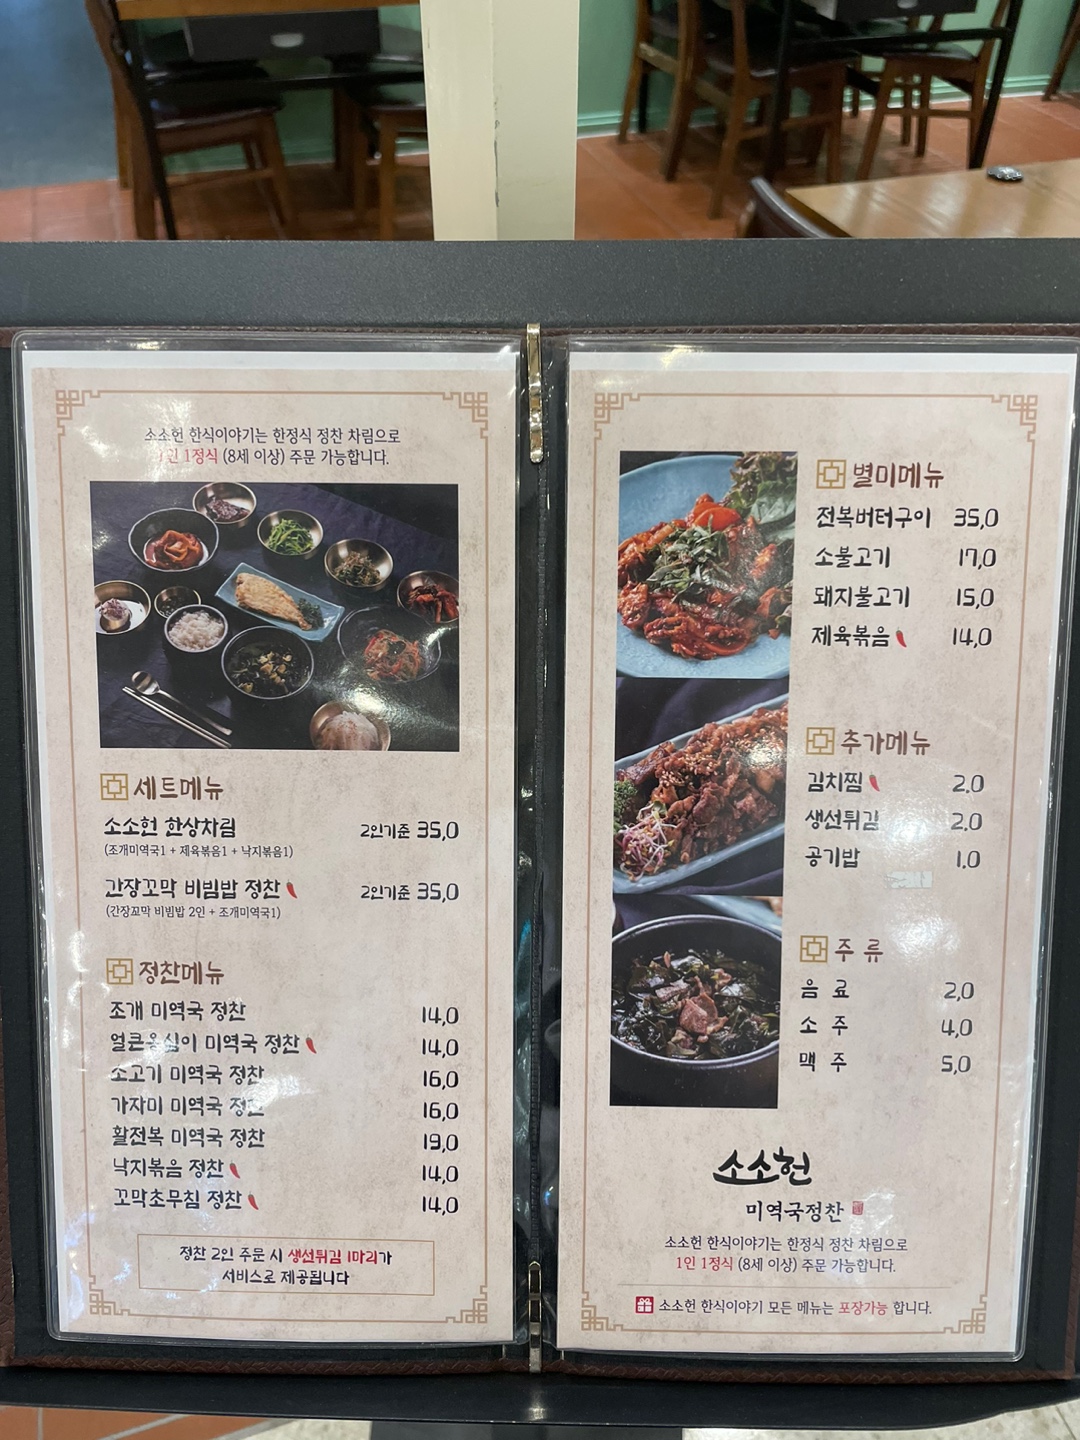 소소헌 한식이야기는 한정식 정찬 차림으로
1인 1정식 (8세 이상) 주문 가능합니다.
세트메뉴
소소헌 한상차림 2인기준 35,0
(조개미역국1 + 제육볶음1 + 낙지볶음1)
간장꼬막 비빔밥 정찬 2인기준 35,0
(간장꼬막 비빔밥 2인 + 조개미역국1)
정찬메뉴
조개 미역국 정찬 14,0
얼큰옹심이 미역국 정찬 14,0
소고기 미역국 정찬 16,0
가자미 미역국 정찬 16,0
활전복 미역국 정찬 19,0
낙지볶음 정찬 14,0
꼬막초무침 정찬 14,0
정찬 2인 주문 시 생선튀김 1마리가
서비스로 제공됩니다
별미메뉴
전복버터구이 35,0
소불고기 17,0
돼지불고기 15,0
제육볶음 14,0
추가메뉴
김치찜 2,0
생선튀김 2,0
공기밥 1,0
주 류
음 료 2,0
소 주 4,0
맥 주 5,0
소소헌
미역국정찬
소소헌 한식이야기는 한정식 정찬 차림으로
1인 1정식 (8세 이상) 주문 가능합니다.
소소헌 한식이야기 모든 메뉴는 포장가능 합니다.